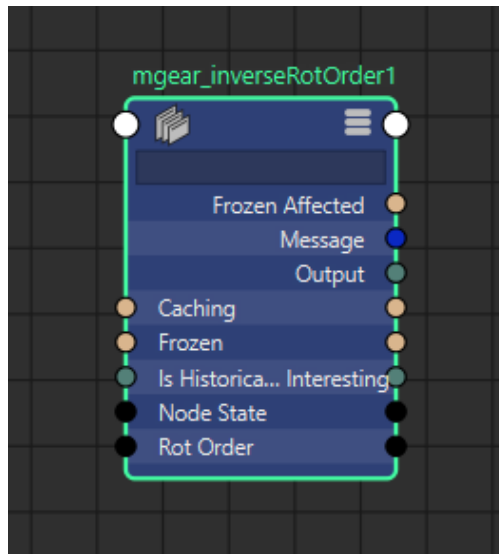 mgear_inverseRotOrder1
Frozen Affected
Message
Output
Caching
Frozen
Is Historica... Interesting
Node State
Rot Order